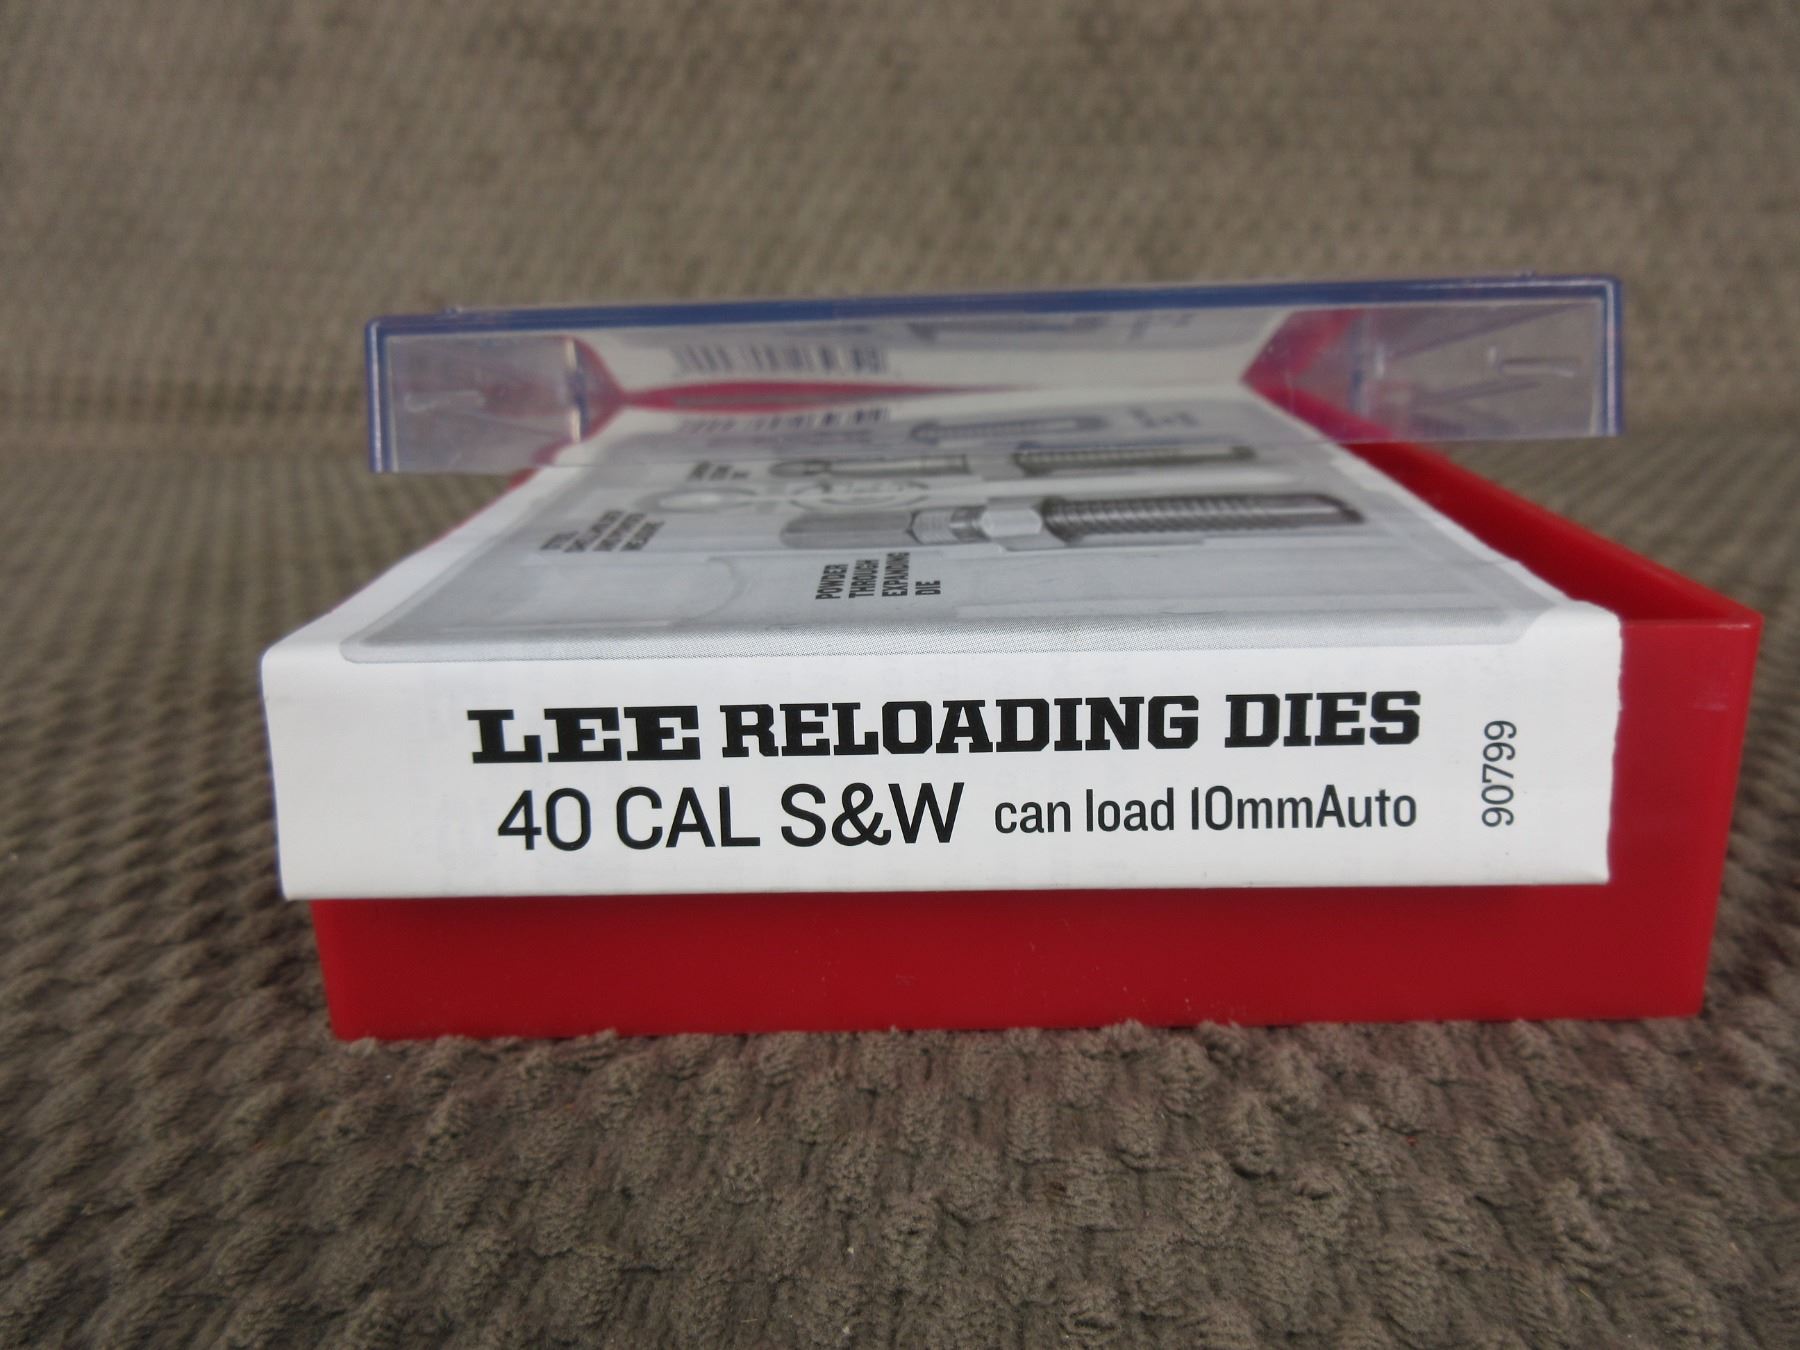 POWDER
THROUGH
EXPANDING
DIE
LEE RELOADING DIES
40 CAL S&W can load 10mmAuto
90799